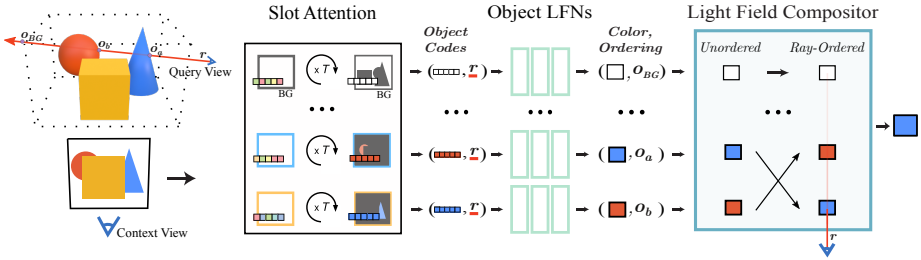 Slot Attention
Object LFNs
Light Field Compositor
o_BG
o_b
o_a
r
Query View
Context View
Object
Codes
Color,
Ordering
Unordered
Ray-Ordered
BG
x T
BG
(, r)
(, o_BG)
...
...
...
...
x T
(, r)
(, o_a)
x T
(, r)
(, o_b)
r